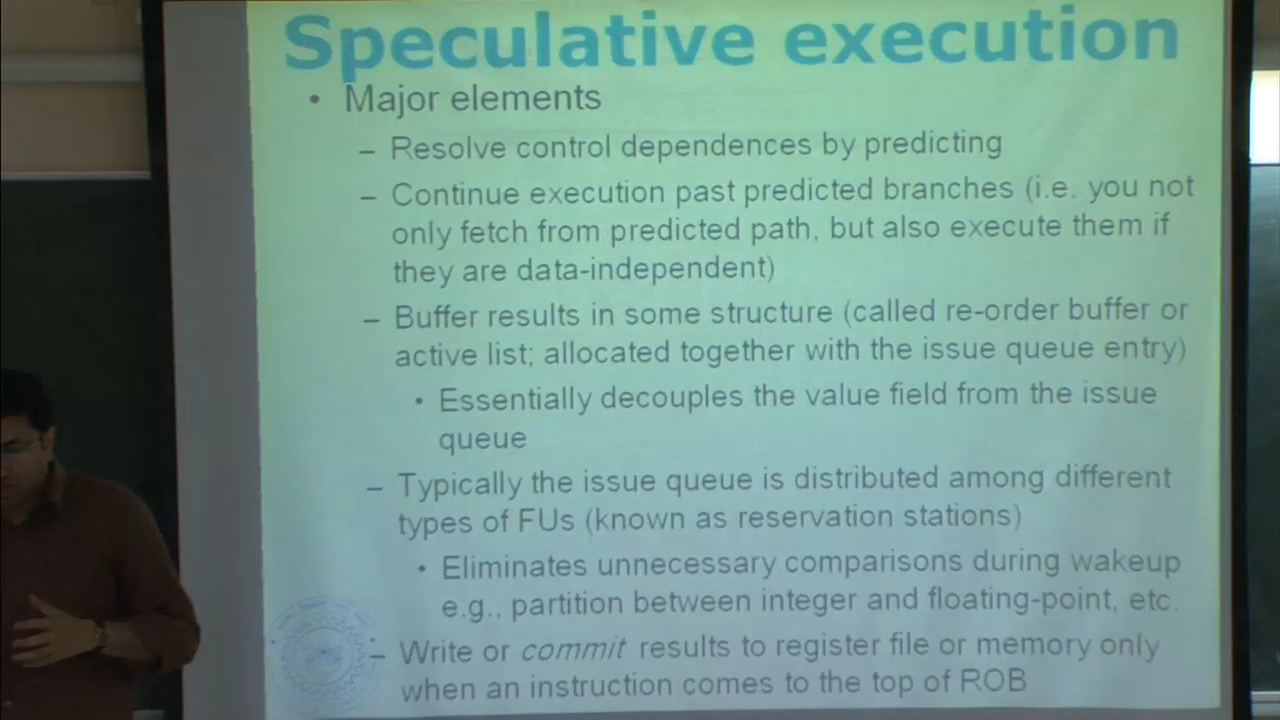 Speculative execution
• Major elements
– Resolve control dependences by predicting
– Continue execution past predicted branches (i.e. you not
only fetch from predicted path, but also execute them if
they are data-independent)
– Buffer results in some structure (called re-order buffer or
active list; allocated together with the issue queue entry)
• Essentially decouples the value field from the issue
queue
– Typically the issue queue is distributed among different
types of FUs (known as reservation stations)
• Eliminates unnecessary comparisons during wakeup
e.g., partition between integer and floating-point, etc.
– Write or commit results to register file or memory only
when an instruction comes to the top of ROB